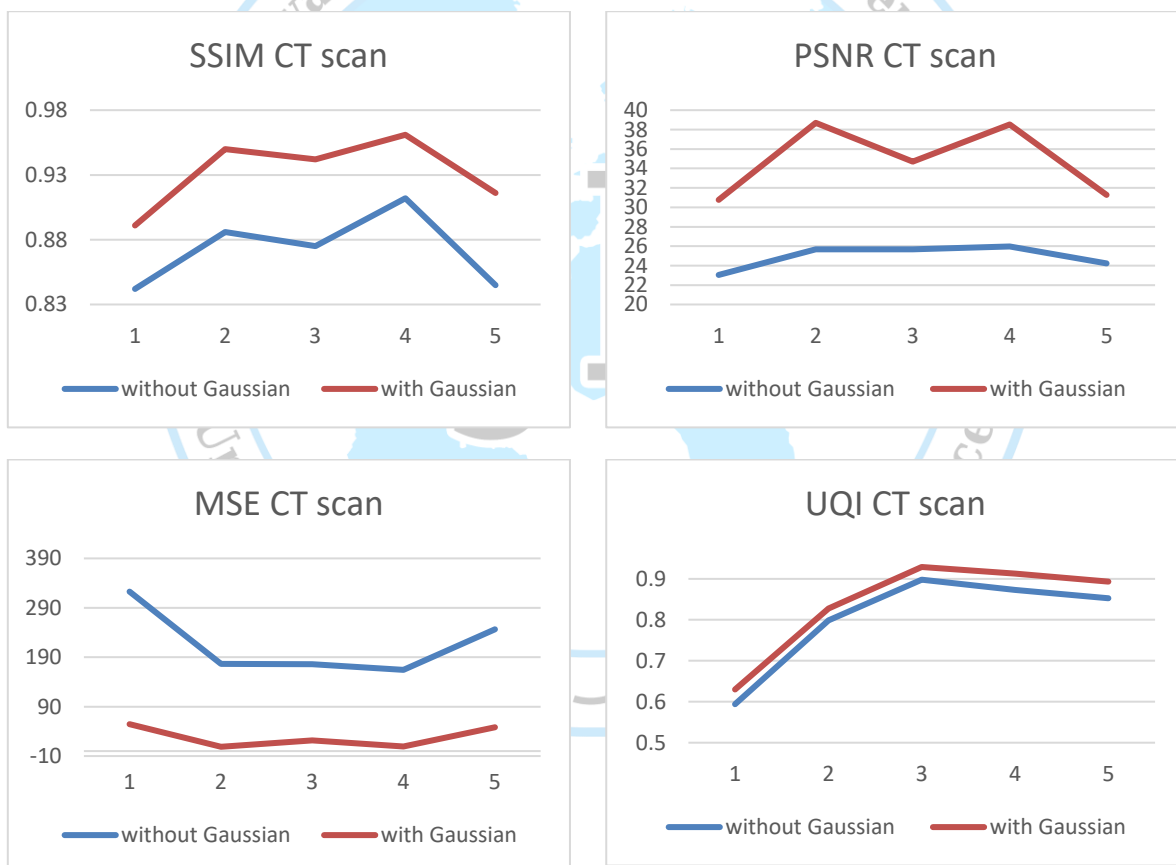 SSIM CT scan
0.98
0.93
0.88
0.83
1 2 3 4 5
without Gaussian with Gaussian
PSNR CT scan
40
38
36
34
32
30
28
26
24
22
20
1 2 3 4 5
without Gaussian with Gaussian
MSE CT scan
390
290
190
90
-10
1 2 3 4 5
without Gaussian with Gaussian
UQI CT scan
0.9
0.8
0.7
0.6
0.5
1 2 3 4 5
without Gaussian with Gaussian